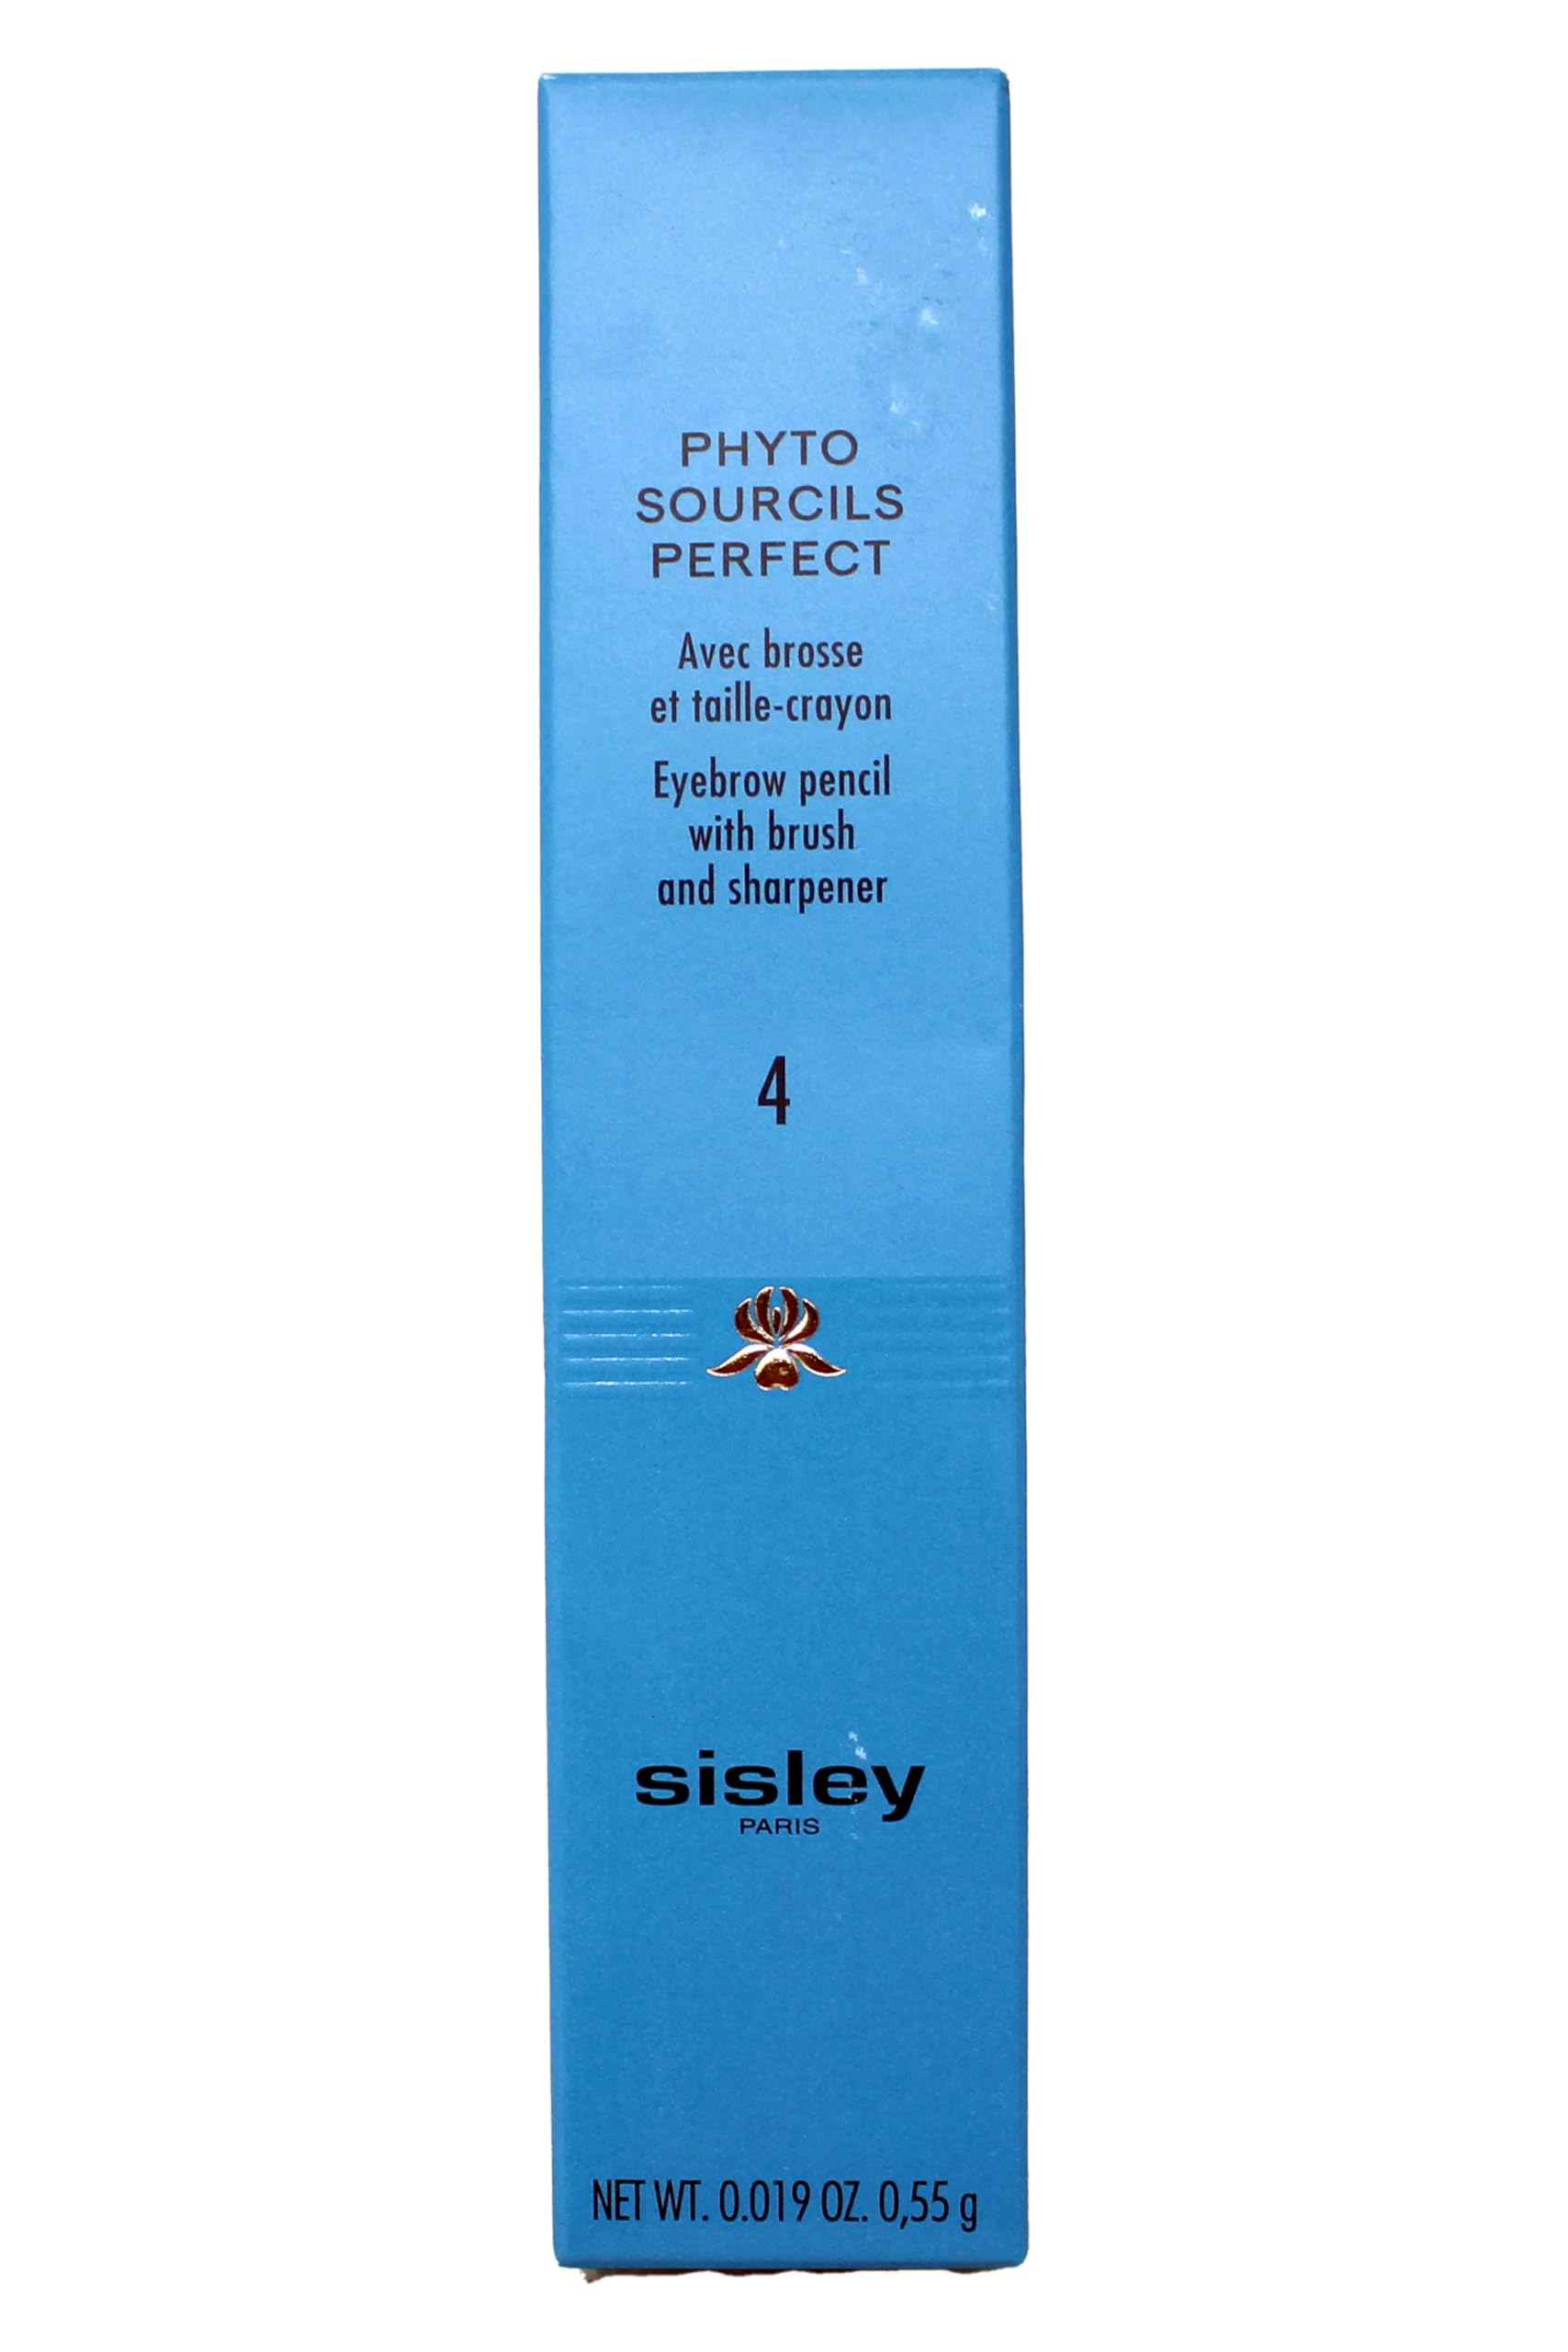 PHYTO
SOURCILS
PERFECT
Avec brosse
et taille-crayon
Eyebrow pencil
with brush
and sharpener
4
sisley
PARIS
NET WT. 0.019 OZ. 0,55 g